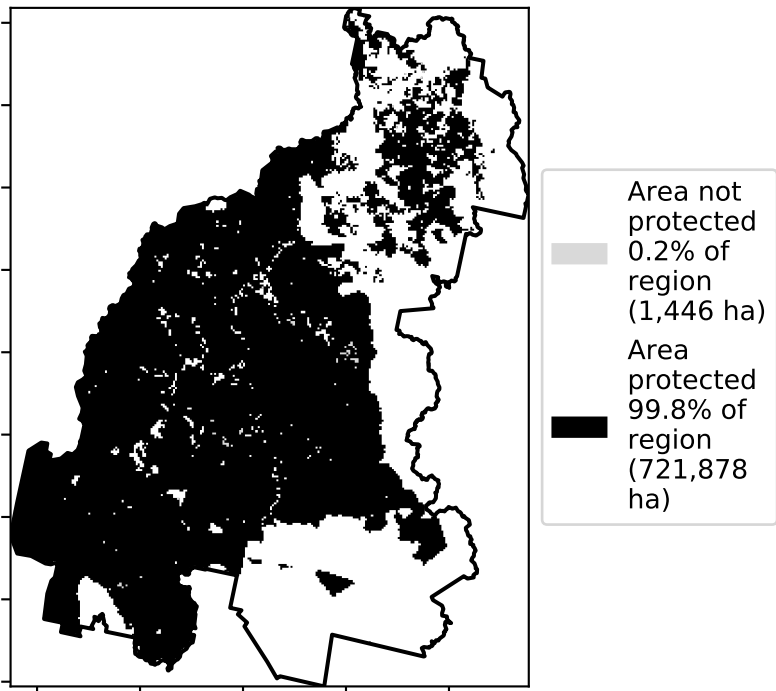 Area not
protected
0.2% of
region
(1,446 ha)
Area
protected
99.8% of
region
(721,878
ha)